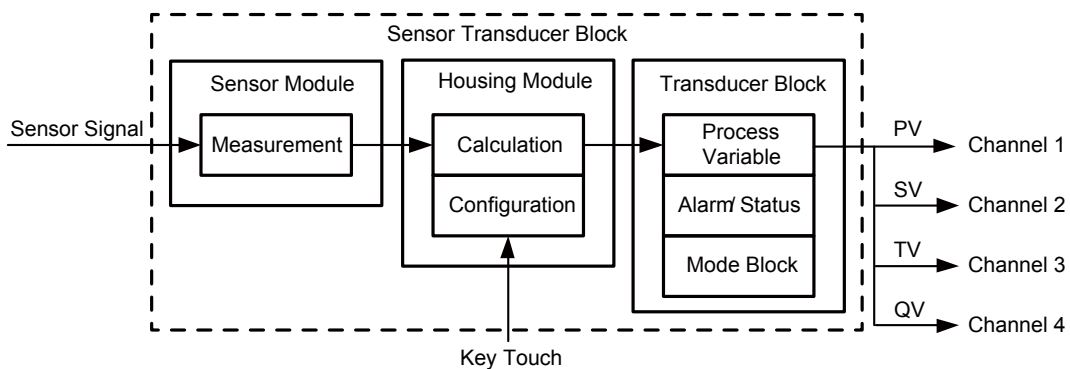 Sensor Transducer Block
Sensor Module
Housing Module
Transducer Block
Sensor Signal
Measurement
Calculation
Configuration
Process
Variable
Alarm/ Status
Mode Block
Key Touch
PV
Channel 1
SV
Channel 2
TV
Channel 3
QV
Channel 4